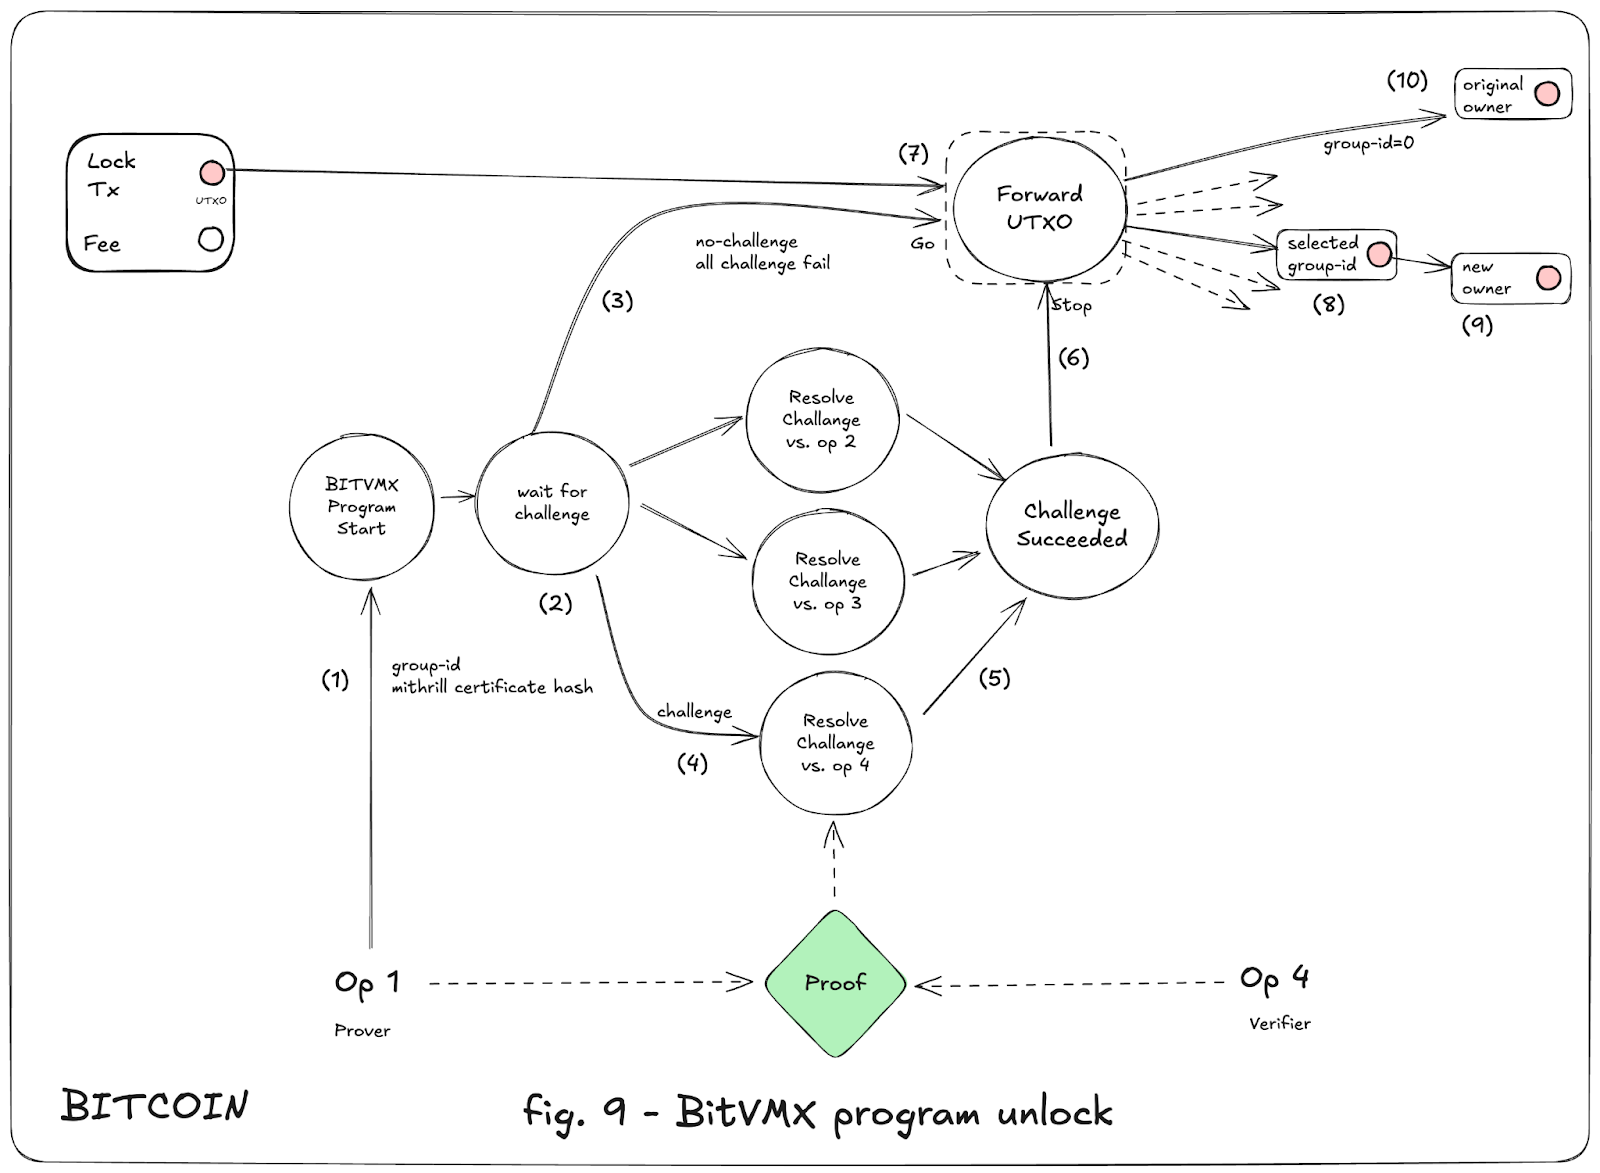 (10)
original
owner
group-id=0
Lock
Tx
UTXO
Fee
(7)
Forward
UTXO
Go
Stop
no-challenge
all challenge fail
(3)
selected
group-id
(8)
new
owner
(9)
(6)
Resolve
Challange
vs. op 2
BITVMX
Program
Start
wait for
challenge
(2)
Resolve
Challange
vs. op 3
Challenge
Succeeded
(1)
group-id
mithrill certificate hash
challenge
(4)
Resolve
Challange
vs. op 4
(5)
Op 1
Prover
Proof
Op 4
Verifier
BITCOIN
fig. 9 - BitVMX program unlock